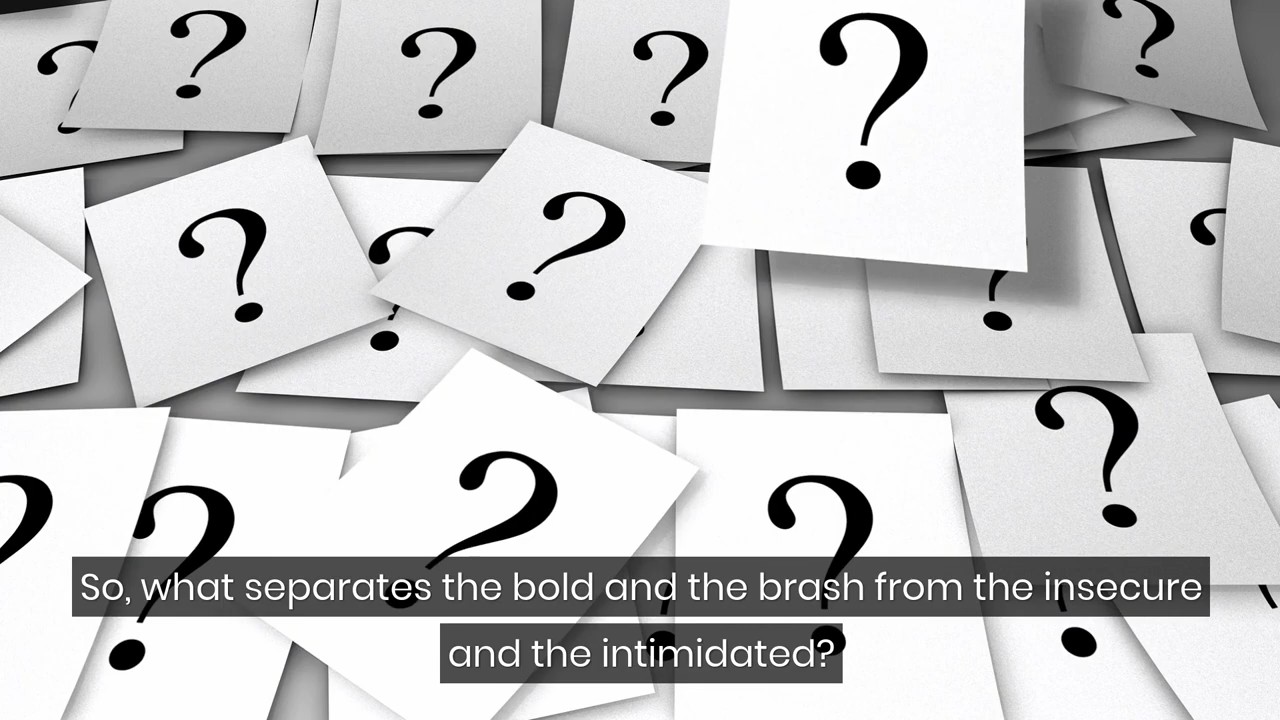 ? ? ? ? ? ?
? ? ? ? ? ?
? ? ? ? ?
So, what separates the bold and the brash from the insecure
and the intimidated?